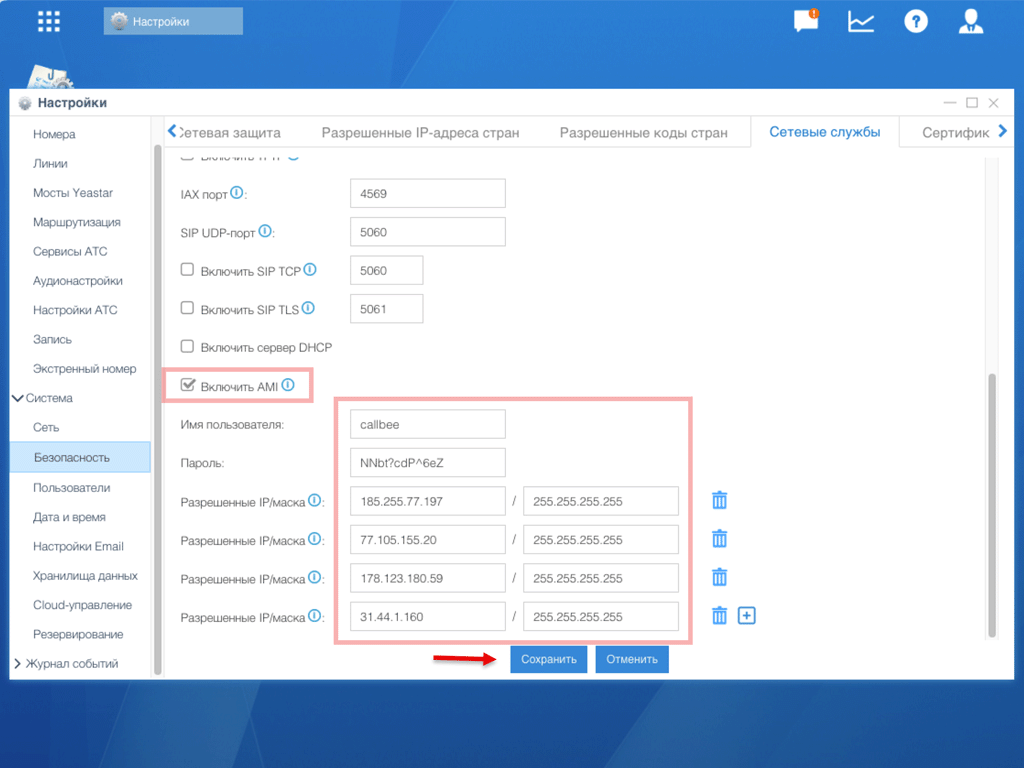 Настройки
Настройки
Номера
Линии
Мосты Yeastar
Маршрутизация
Сервисы АТС
Аудионастройки
Настройки АТС
Запись
Экстренный номер
Система
Сеть
Безопасность
Пользователи
Дата и время
Настройки Email
Хранилища данных
Cloud-управление
Резервирование
Журнал событий
Сетевая защита Разрешенные IP-адреса стран Разрешенные коды стран Сетевые службы Сертифик
IAX порт : 4569
SIP UDP-порт : 5060
Включить SIP TCP 5060
Включить SIP TLS 5061
Включить сервер DHCP
Включить AMI
Имя пользователя: callbee
Пароль: NNbt?cdP^6eZ
Разрешенные IP/маска : 185.255.77.197 / 255.255.255.255
Разрешенные IP/маска : 77.105.155.20 / 255.255.255.255
Разрешенные IP/маска : 178.123.180.59 / 255.255.255.255
Разрешенные IP/маска : 31.44.1.160 / 255.255.255.255
Сохранить Отменить